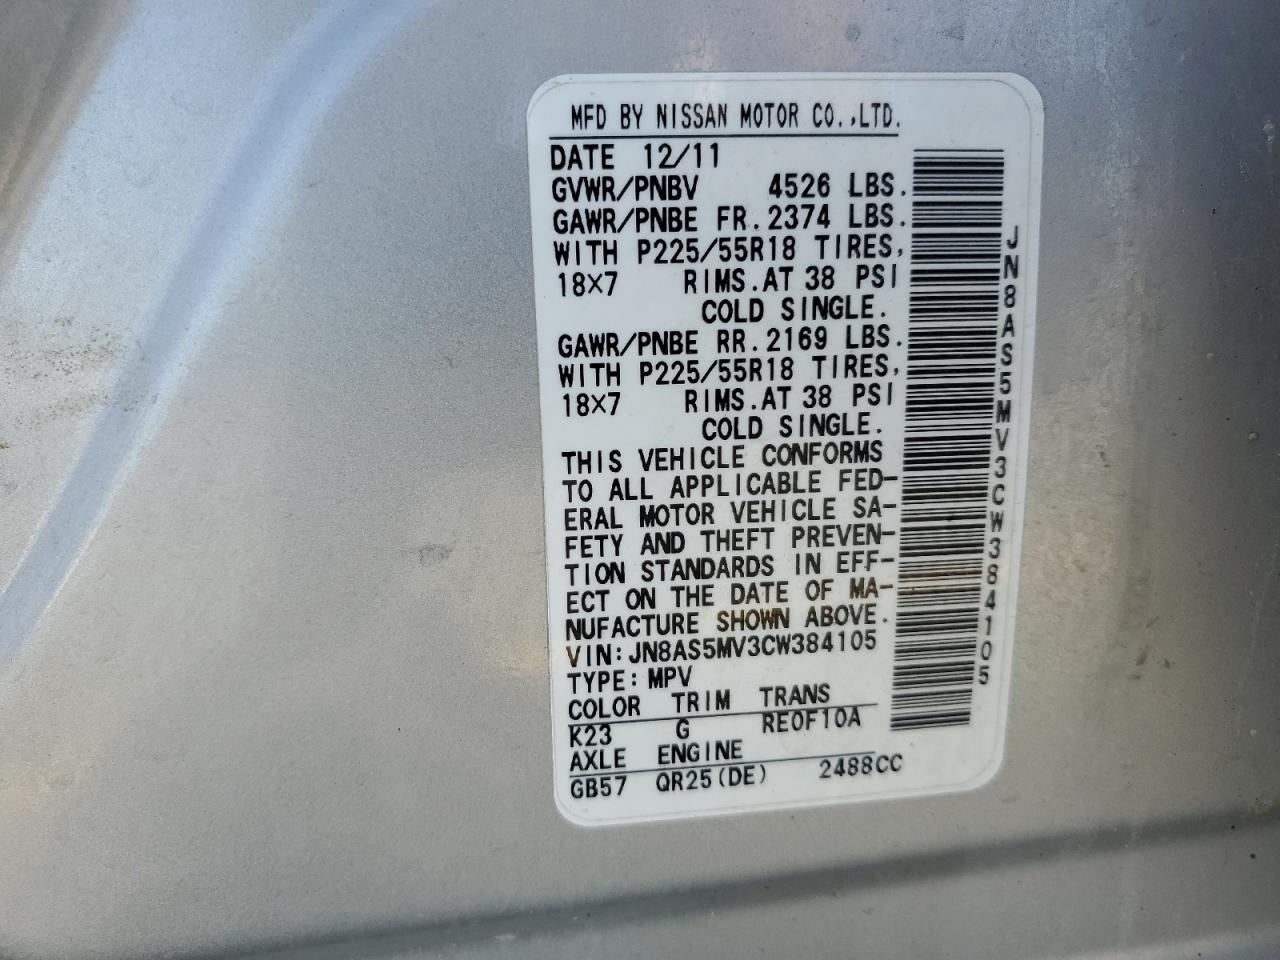 MFD BY NISSAN MOTOR CO.,LTD.
DATE 12/11
GVWR/PNBV 4526 LBS.
GAWR/PNBE FR. 2374 LBS.
WITH P225/55R18 TIRES,
18X7 RIMS. AT 38 PSI
COLD SINGLE.
GAWR/PNBE RR. 2169 LBS.
WITH P225/55R18 TIRES,
18X7 RIMS. AT 38 PSI
COLD SINGLE.
THIS VEHICLE CONFORMS
TO ALL APPLICABLE FED-
ERAL MOTOR VEHICLE SA-
FETY AND THEFT PREVEN-
TION STANDARDS IN EFF-
ECT ON THE DATE OF MA-
NUFACTURE SHOWN ABOVE.
VIN: JN8AS5MV3CW384105
TYPE: MPV
COLOR TRIM TRANS
K23 G RE0F10A
AXLE ENGINE
GB57 QR25(DE) 2488CC
JN8AS5MV3CW384105